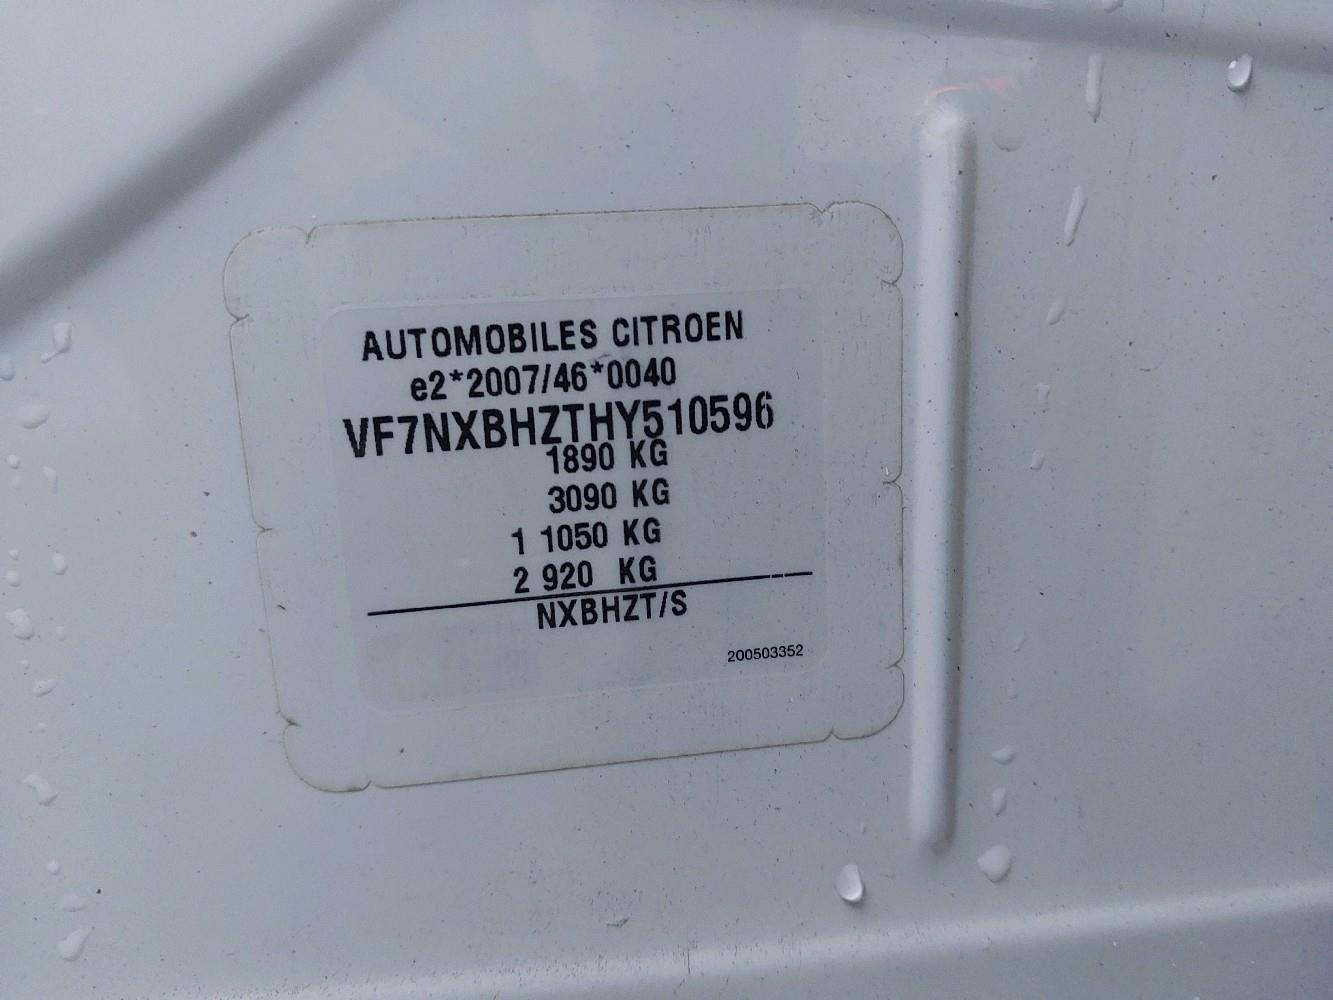 AUTOMOBILES CITROEN
e2*2007/46*0040
VF7NXBHZTHY510596
1890 KG
3090 KG
1 1050 KG
2 920 KG
NXBHZT/S
200503352